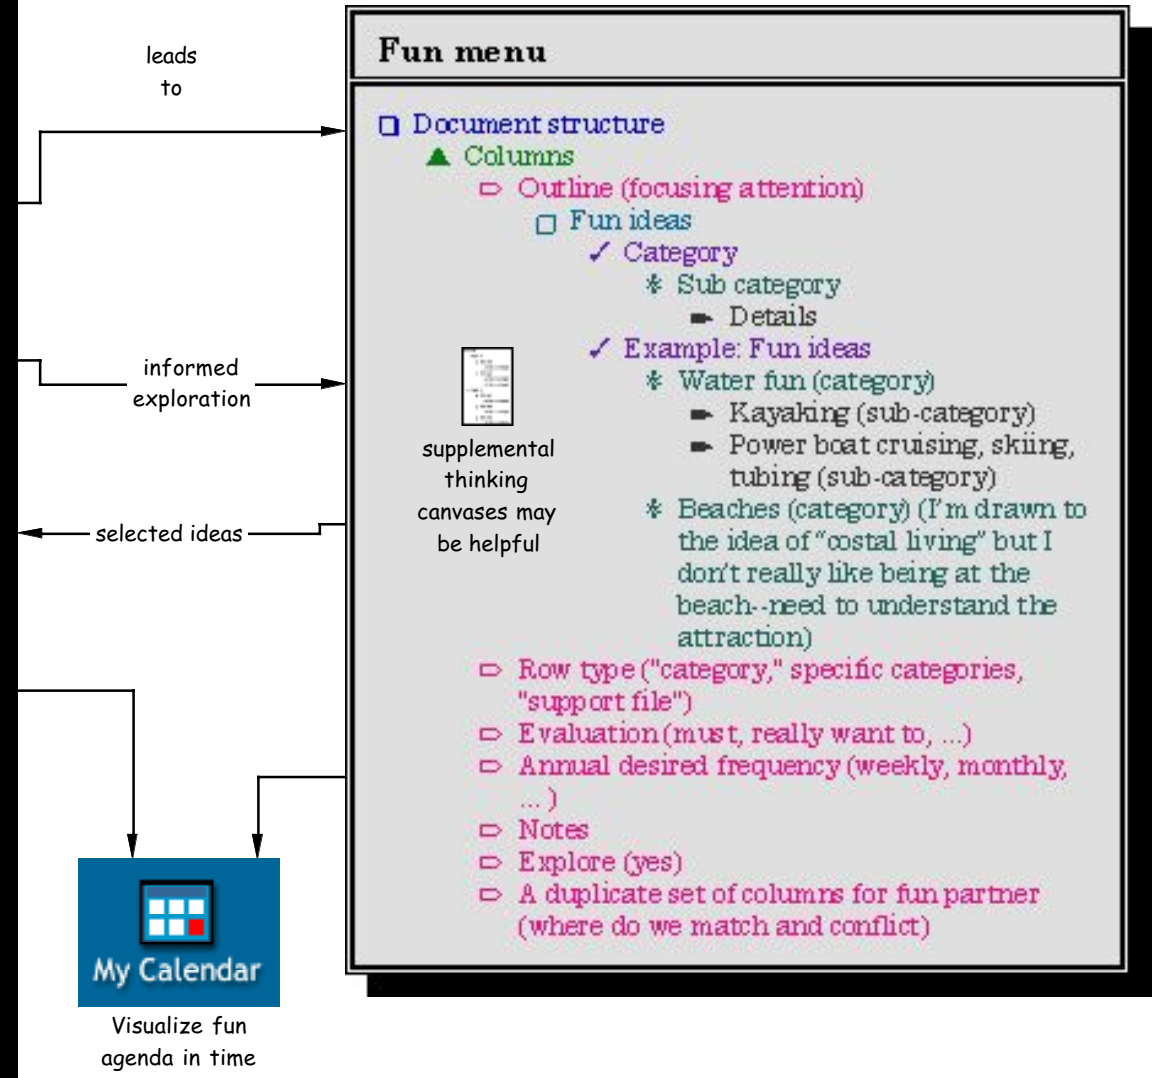 leads
to
informed
exploration
selected ideas
Fun menu
Document structure
Columns
Outline (focusing attention)
Fun ideas
✓ Category
* Sub category
Details
✓ Example: Fun ideas
* Water fun (category)
Kayaking (sub-category)
Power boat cruising, skiing,
tubing (sub-category)
* Beaches (category) (I'm drawn to
the idea of "costal living" but I
don't really like being at the
beach--need to understand the
attraction)
Row type ("category," specific categories,
"support file")
Evaluation (must, really want to, ...)
Annual desired frequency (weekly, monthly,
... )
Notes
Explore (yes)
A duplicate set of columns for fun partner
(where do we match and conflict)
supplemental
thinking
canvases may
be helpful
My Calendar
Visualize fun
agenda in time